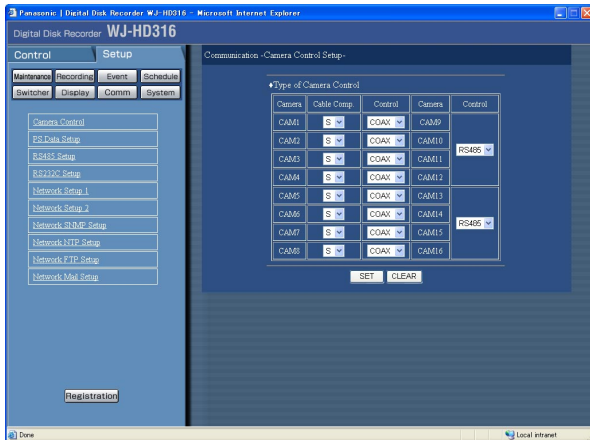 Panasonic | Digital Disk Recorder WJ-HD316 - Microsoft Internet Explorer
Digital Disk Recorder WJ-HD316
Control Setup
Maintenance Recording Event Schedule
Switcher Display Comm System
Camera Control
PS Data Setup
RS485 Setup
RS232C Setup
Network Setup 1
Network Setup 2
Network SNMP Setup
Network NTP Setup
Network FTP Setup
Network Mail Setup
Registration
Communication -Camera Control Setup-
♦Type of Camera Control
Camera Cable Comp. Control Camera Control
CAM1 S COAX CAM9
CAM2 S COAX CAM10
RS485
CAM3 S COAX CAM11
CAM4 S COAX CAM12
CAM5 S COAX CAM13
CAM6 S COAX CAM14
RS485
CAM7 S COAX CAM15
CAM8 S COAX CAM16
SET CLEAR
Done Local intranet